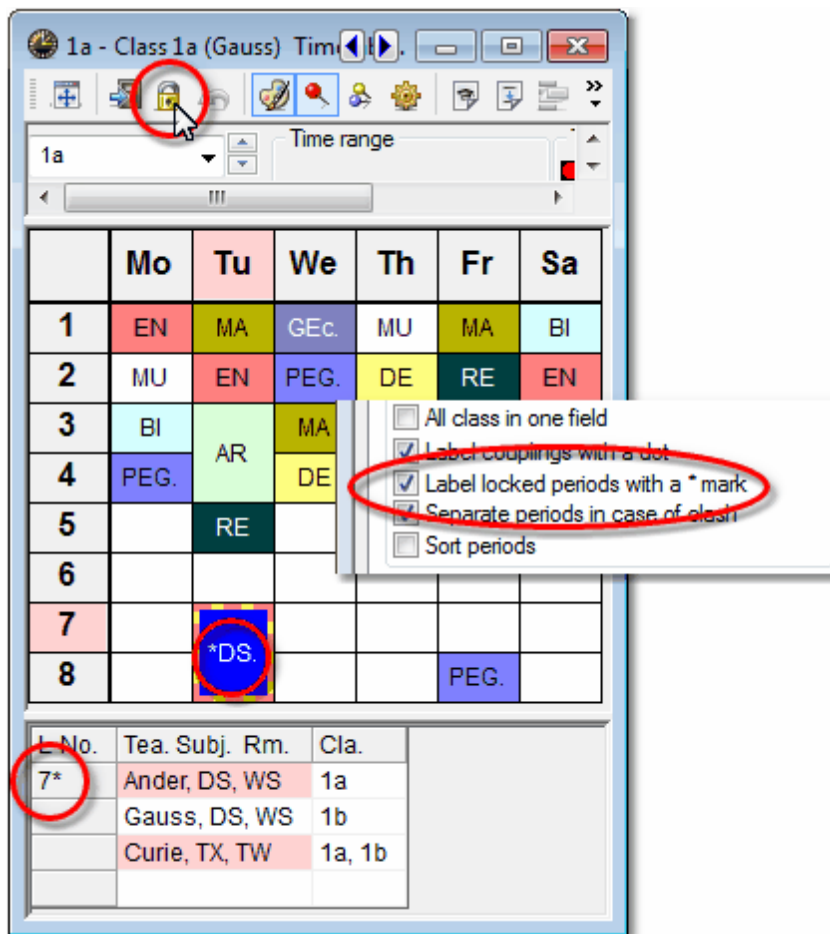 1a - Class 1a (Gauss) Tim
1a
Time range
Mo Tu We Th Fr Sa
1 EN MA GEc. MU MA BI
2 MU EN PEG. DE RE EN
3 BI AR MA
4 PEG. DE
5 RE
6
7 *DS.
8 PEG.
All class in one field
Label couplings with a dot
Label locked periods with a * mark
Separate periods in case of clash
Sort periods
L-No. Tea. Subj. Rm. Cla.
7* Ander, DS, WS 1a
Gauss, DS, WS 1b
Curie, TX, TW 1a, 1b